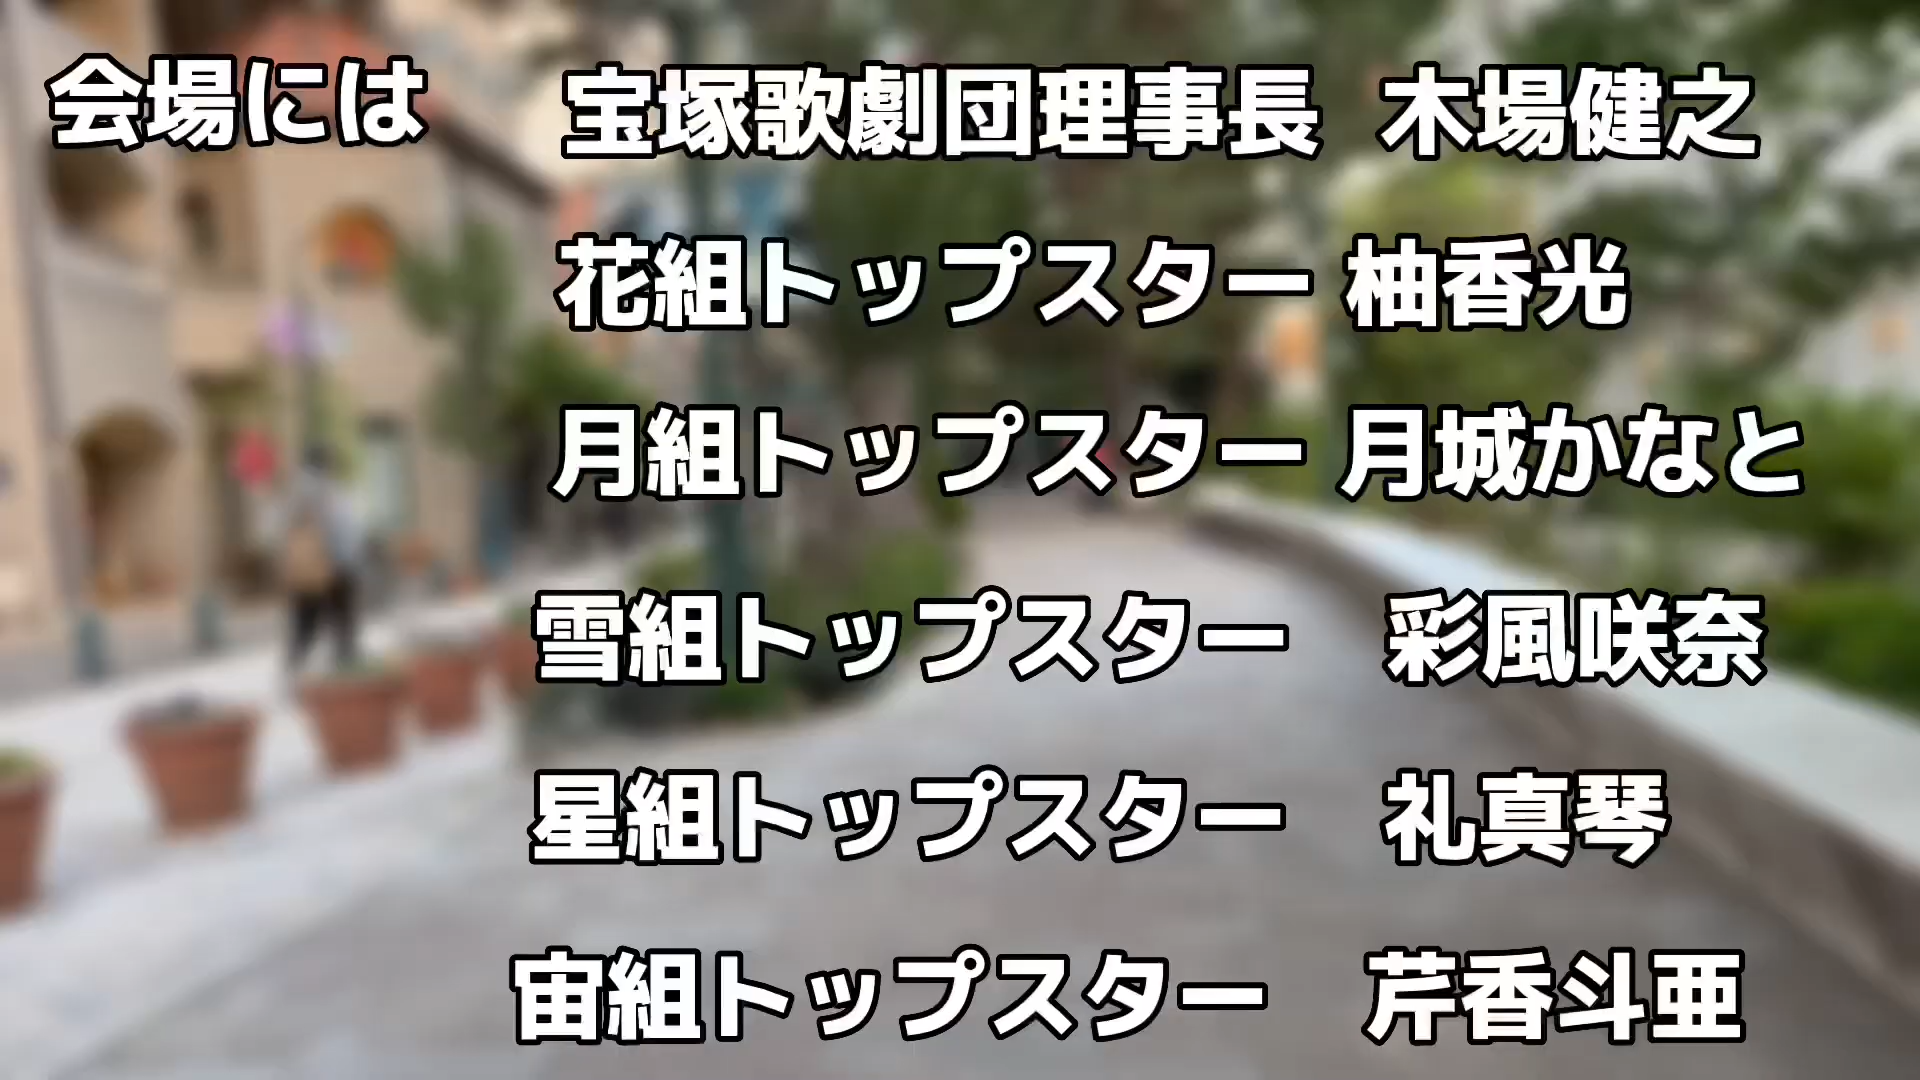 会場には 宝塚歌劇団理事長 木場健之
花組トップスター 柚香光
月組トップスター 月城かなと
雪組トップスター 彩風咲奈
星組トップスター 礼真琴
宙組トップスター 芹香斗亜